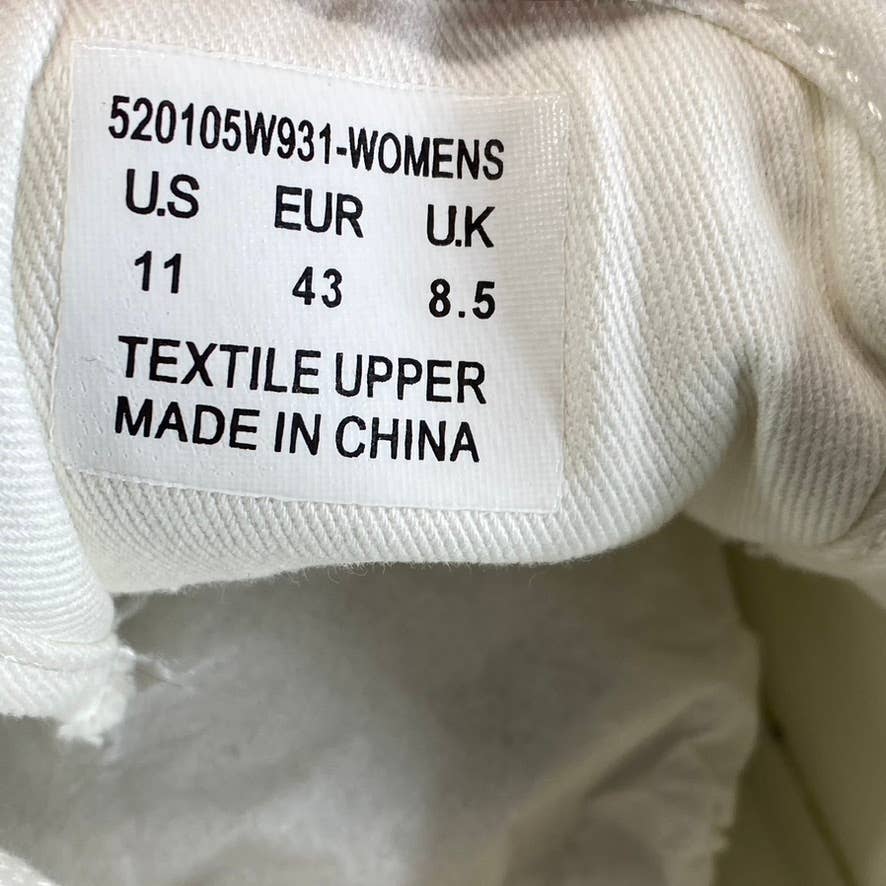 520105W931-WOMENS
U.S EUR U.K
11 43 8.5
TEXTILE UPPER
MADE IN CHINA